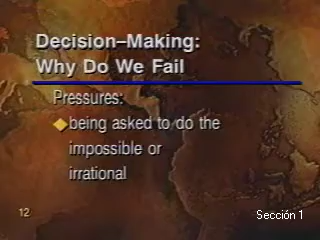 Decision–Making:
Why Do We Fail
Pressures:
being asked to do the
impossible or
irrational
12
Sección 1